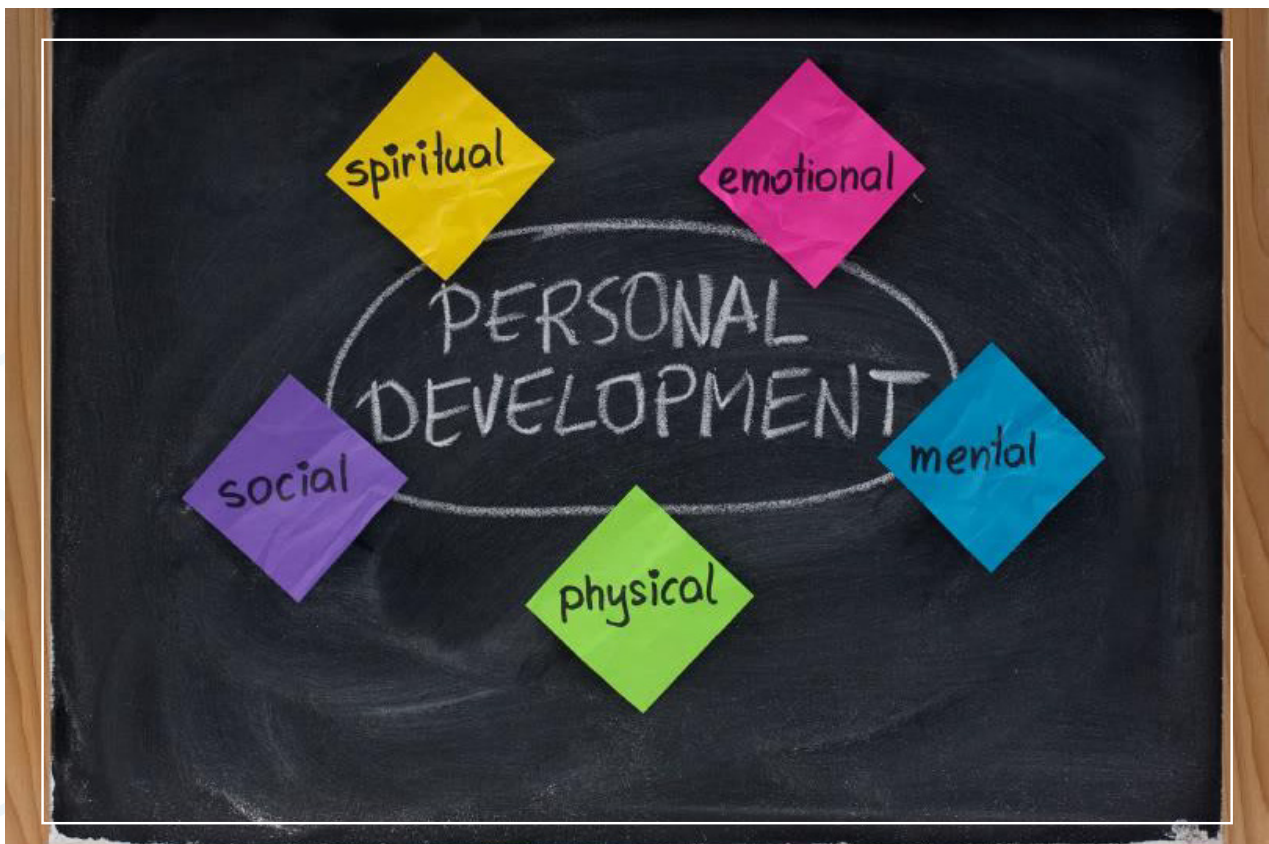 spiritual
emotional
PERSONAL
DEVELOPMENT
social
mental
physical